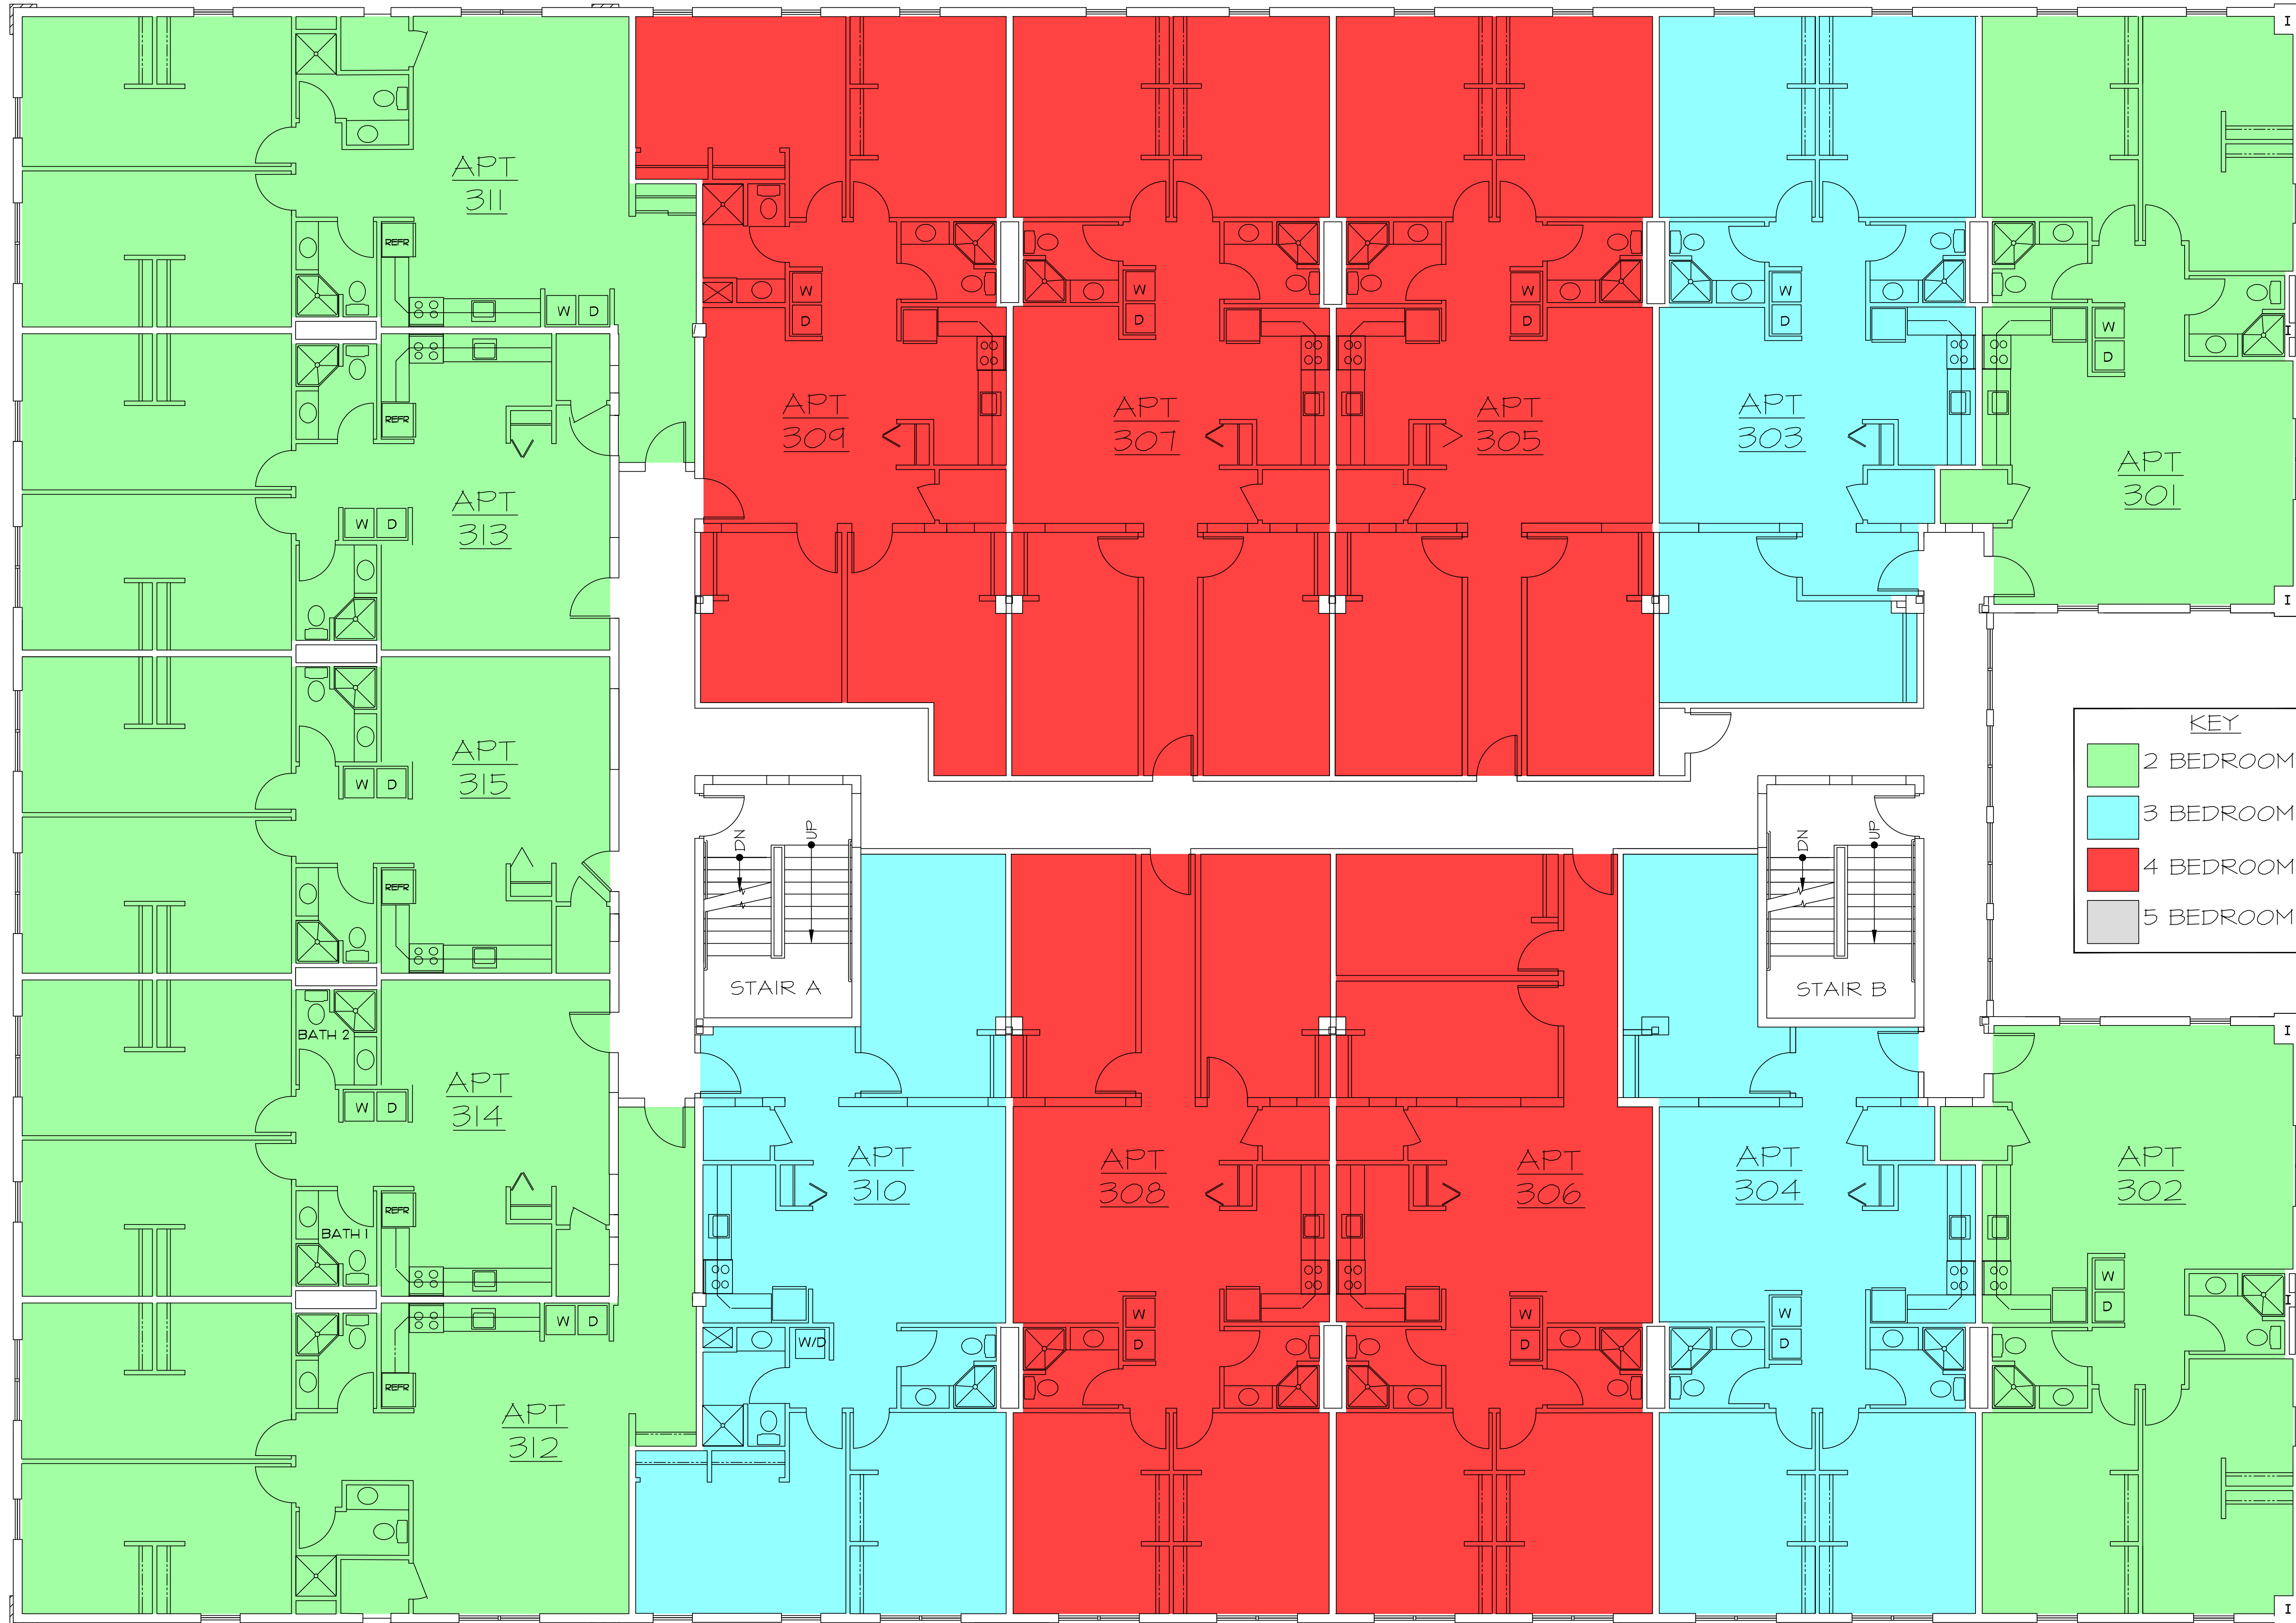 APT
311
REFR
W D
APT
309
W
D
APT
307
W
D
APT
305
W
D
APT
303
W
D
APT
301
W
D
REFR
APT
313
W D
APT
315
W D
REFR
DN
UP
STAIR A
DN
UP
STAIR B
KEY
2 BEDROOM
3 BEDROOM
4 BEDROOM
5 BEDROOM
BATH 2
APT
314
W D
REFR
BATH 1
APT
310
W/D
APT
308
W
D
APT
306
W
D
APT
304
W
D
APT
302
W
D
W D
REFR
APT
312
I
I
I
I
I
I